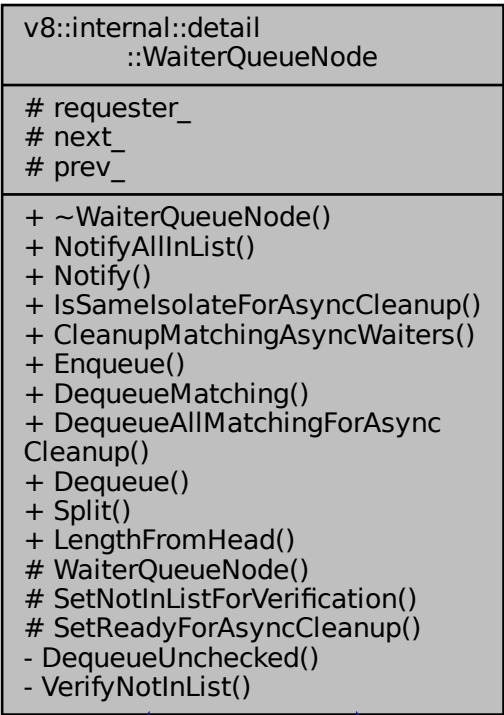 v8::internal::detail
::WaiterQueueNode
# requester_
# next_
# prev_
+ ~WaiterQueueNode()
+ NotifyAllInList()
+ Notify()
+ IsSameIsolateForAsyncCleanup()
+ CleanupMatchingAsyncWaiters()
+ Enqueue()
+ DequeueMatching()
+ DequeueAllMatchingForAsync
Cleanup()
+ Dequeue()
+ Split()
+ LengthFromHead()
# WaiterQueueNode()
# SetNotInListForVerification()
# SetReadyForAsyncCleanup()
- DequeueUnchecked()
- VerifyNotInList()